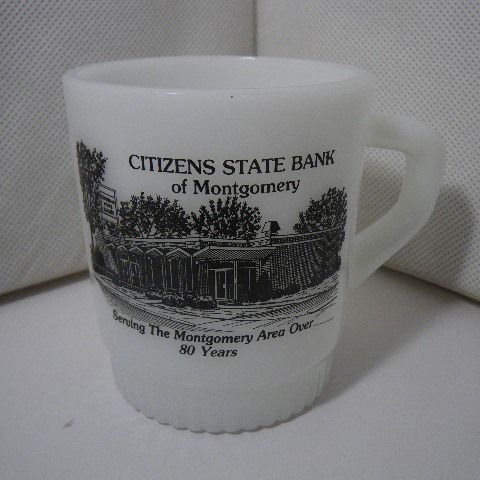 CITIZENS STATE BANK
of Montgomery
Serving The Montgomery Area Over
80 Years